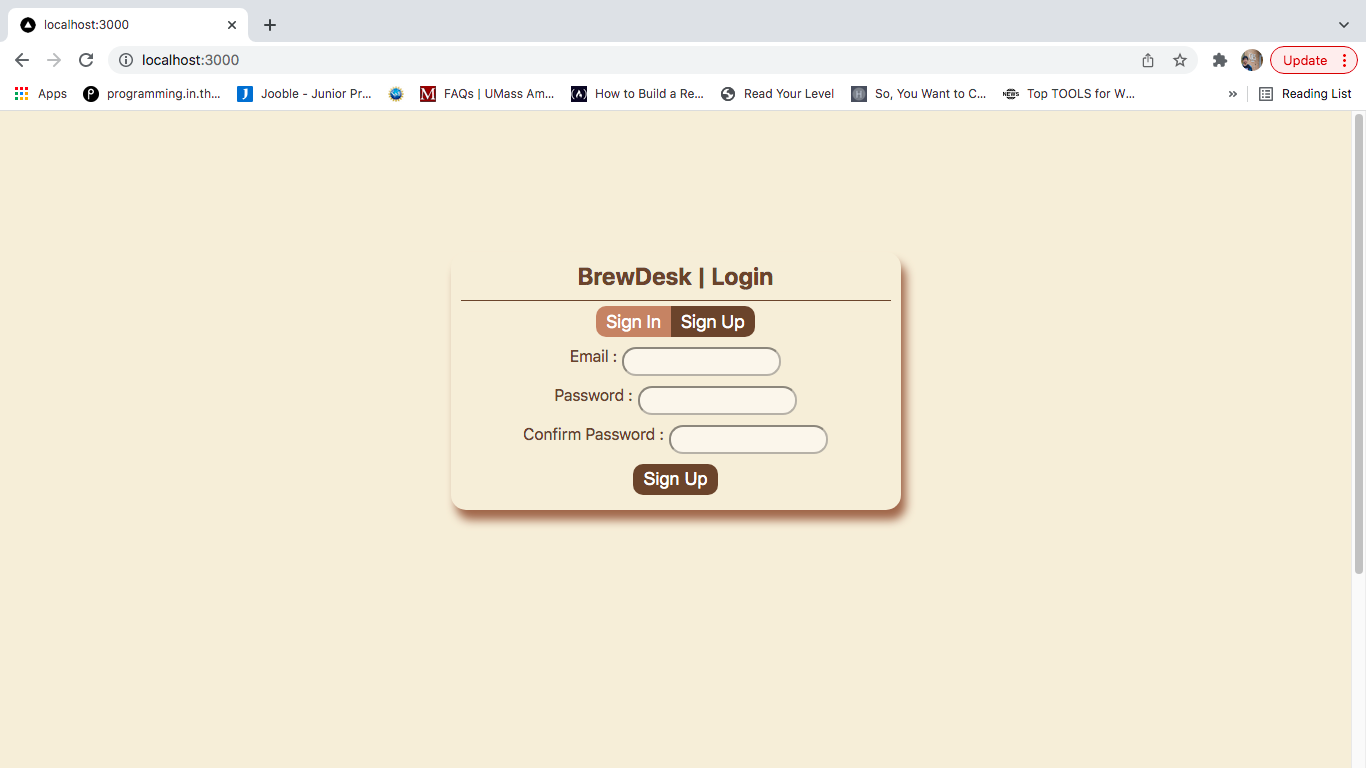 localhost:3000
localhost:3000
Update
Apps
programming.in.th...
Jooble - Junior Pr...
FAQs | UMass Am...
How to Build a Re...
Read Your Level
So, You Want to C...
NEWS
Top TOOLS for W...
»
Reading List
BrewDesk | Login
Sign In Sign Up
Email :
Password :
Confirm Password :
Sign Up